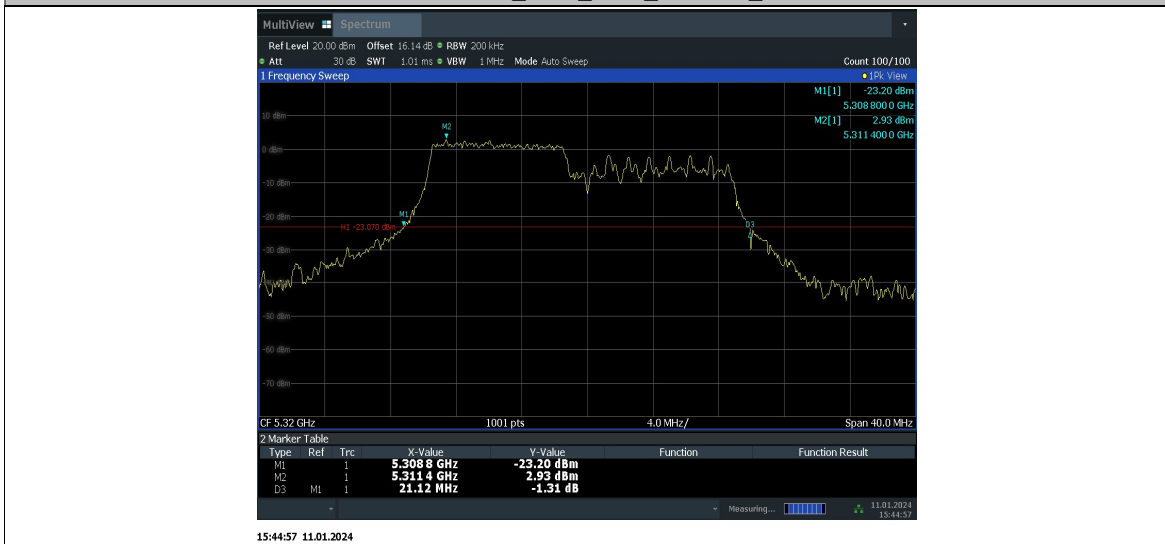 MultiView Spectrum
Ref Level 20.00 dBm Offset 16.14 dB RBW 200 kHz
Att 30 dB SWT 1.01 ms VBW 1 MHz Mode Auto Sweep Count 100/100
1 Frequency Sweep 1Pk View
M1[1] -23.20 dBm
5.308 800 0 GHz
M2[1] 2.93 dBm
5.311 400 0 GHz
10 dBm
M2
0 dBm
-10 dBm
-20 dBm
M1
D3
H1 -23.070 dBm
-30 dBm
-50 dBm
-60 dBm
-70 dBm
CF 5.32 GHz 1001 pts 4.0 MHz/ Span 40.0 MHz
2 Marker Table
Type Ref Trc X-Value Y-Value Function Function Result
M1 1 5.308 8 GHz -23.20 dBm
M2 1 5.311 4 GHz 2.93 dBm
D3 M1 1 21.12 MHz -1.31 dB
Measuring... 11.01.2024
15:44:57
15:44:57 11.01.2024